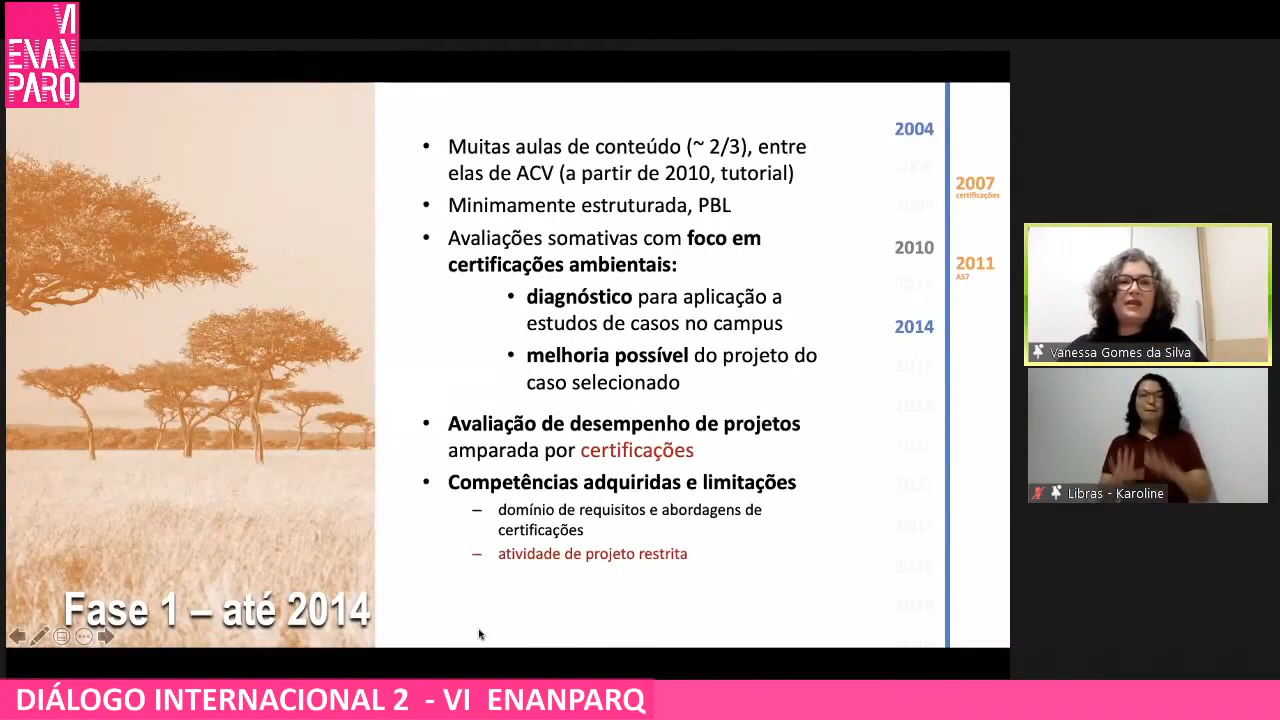 VI
ENAN
PARQ
• Muitas aulas de conteúdo (~ 2/3), entre
elas de ACV (a partir de 2010, tutorial)
• Minimamente estruturada, PBL
• Avaliações somativas com foco em
certificações ambientais:
• diagnóstico para aplicação a
estudos de casos no campus
• melhoria possível do projeto do
caso selecionado
• Avaliação de desempenho de projetos
amparada por certificações
• Competências adquiridas e limitações
– domínio de requisitos e abordagens de
certificações
– atividade de projeto restrita
2004
2007
certificações
2010
2011
AS7
2014
Fase 1 – até 2014
Vanessa Gomes da Silva
Libras - Karoline
DIÁLOGO INTERNACIONAL 2 - VI ENANPARQ